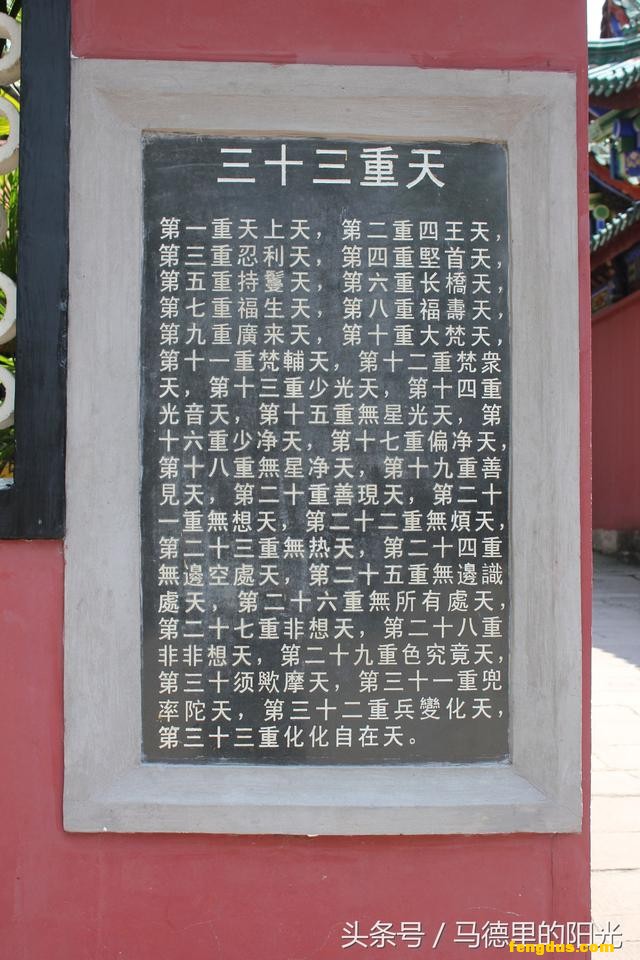 三十三重天
第一重天上天，第二重四王天，
第三重忍利天，第四重堅首天，
第五重持鬘天，第六重长橋天，
第七重福生天，第八重福壽天，
第九重廣来天，第十重大梵天，
第十一重梵輔天，第十二重梵衆
天，第十三重少光天，第十四重
光音天，第十五重無星光天，第
十六重少净天，第十七重偏净天，
第十八重無星净天，第十九重善
見天，第二十重善現天，第二十
一重無想天，第二十二重無煩天，
第二十三重無热天，第二十四重
無邊空處天，第二十五重無邊識
處天，第二十六重無所有處天，
第二十七重非想天，第二十八重
非非想天，第二十九重色究竟天，
第三十须歟摩天，第三十一重兜
率陀天，第三十二重兵變化天，
第三十三重化化自在天。
头条号 / 马德里的阳光
fengdus.com